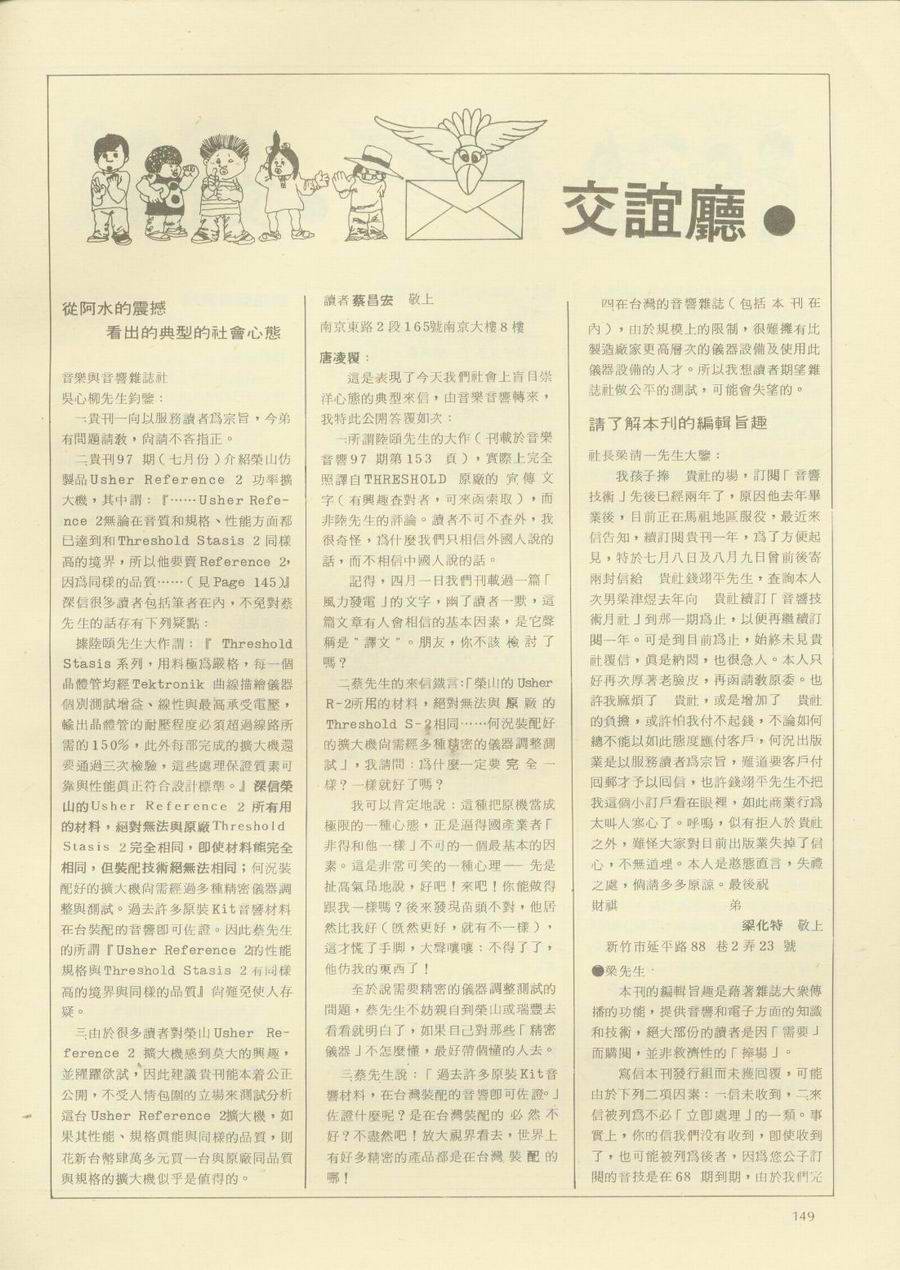 交誼廳●
從阿水的震撼
看出的典型的社會心態
音樂與音響雜誌社
吳心柳先生鈞鑒：
一貴刊一向以服務讀者為宗旨，今弟
有問題請教，尙請不吝指正。
二貴刊97 期（七月份）介紹榮山仿
製品Usher Reference 2 功率擴
大機，其中謂：『……Usher Refe-
nce 2無論在音質和規格、性能方面都
已達到和Threshold Stasis 2 同樣
高的境界，所以他要賣Reference 2，
因為同樣的品質……（見Page 145）』
深信很多讀者包括筆者在內，不免對蔡
先生的話存有下列疑點：
據陸頤先生大作謂：『 Threshold
Stasis 系列，用料極為嚴格，每一個
晶體管均經Tektronik 曲線描繪儀器
個別測試增益、線性與最高承受電壓，
輸出晶體管的耐壓程度必須超過線路所
需的150％，此外每部完成的擴大機還
要通過三次檢驗，這些處理保證質素可
靠與性能眞正符合設計標準。』深信榮
山的Usher Reference 2 所有用
的材料，絕對無法與原廠Threshold
Stasis 2完全相同，即使材料能完全
相同，但裝配技術絕無法相同；何況裝
配好的擴大機尙需經過多種精密儀器調
整與測試。過去許多原裝Kit音響材料
在台裝配的音響即可佐證。因此蔡先生
的所謂『Usher Reference 2的性能
規格與Threshold Stasis 2 有同樣
高的境界與同樣的品質』尙難免使人存
疑。
三由於很多讀者對榮山Usher Re-
ference 2 擴大機感到莫大的興趣，
並躍躍欲試，因此建議貴刊能本着公正
公開，不受人情包圍的立場來測試分析
這台Usher Reference 2擴大機，如
果其性能、規格眞能與同樣的品質，則
花新台幣肆萬多元買一台與原廠同品質
與規格的擴大機似乎是値得的。
讀者蔡昌宏 敬上
南京東路2段165號南京大樓8樓
唐凌覆：
這是表現了今天我們社會上盲目崇
洋心態的典型來信，由音樂音響轉來，
我特此公開答覆如次：
一所謂陸頤先生的大作（刊載於音樂
音響97 期第153 頁），實際上完全
照譯自THRESHOLD 原廠的宣傳文
字（有興趣查對者，可來函索取），而
非陸先生的評論。讀者不可不查外，我
很奇怪，為什麼我們只相信外國人說的
話，而不相信中國人說的話。
記得，四月一日我們刊載過一篇「
風力發電」的文字，幽了讀者一默，這
篇文章有人會相信的基本因素，是它聲
稱是"譯文"。朋友，你不該檢討了
嗎？
二蔡先生的來信鐵言：「榮山的Usher
R-2所用的材料，絕對無法與原廠的
Threshold S-2相同……何況裝配好
的擴大機尙需經多種精密的儀器調整測
試」，我請問：為什麼一定要完全一
樣？一樣就好了嗎？
我可以肯定地說：這種把原機當成
極限的一種心態，正是逼得國產業者「
非得和他一樣」不可的一個最基本的因
素。這是非常可笑的一種心理—— 先是
扯高氣昂地說，好吧！來吧！你能做得
跟我一樣嗎？後來發現苗頭不對，他居
然比我好（旣然更好，就有不一樣），
這才慌了手脚，大聲嚷嚷：不得了了，
他仿我的東西了！
至於說需要精密的儀器調整測試的
問題，蔡先生不妨親自到榮山或瑞豐去
看看就明白了，如果自己對那些「精密
儀器」不怎麼懂，最好帶個懂的人去。
三蔡先生說：「過去許多原裝Kit音
響材料，在台灣裝配的音響即可佐證。」
佐證什麼呢？是在台灣裝配的必然不
好？不盡然吧！放大視界看去，世界上
有好多精密的產品都是在台灣裝配的
哪！
四在台灣的音響雜誌（包括本刊在
內），由於規模上的限制，很難擁有比
製造廠家更高層次的儀器設備及使用此
儀器設備的人才。所以我想讀者期望雜
誌社做公平的測試，可能會失望的。
請了解本刊的編輯旨趣
社長梁清一先生大鑒：
我孩子捧 貴社的場，訂閱「音響
技術」先後已經兩年了，原因他去年畢
業後，目前正在馬祖地區服役，最近來
信告知，續訂閱貴刊一年，為了方便起
見，特於七月八日及八月九日曾前後寄
兩封信給 貴社錢翊平先生，查詢本人
次男梁津焜去年向 貴社續訂「音響技
術月社」到那一期為止，以便再繼續訂
閱一年。可是到目前為止，始終未見貴
社覆信，眞是納悶，也很急人。本人只
好再次厚著老臉皮，再函請教原委。也
許我麻煩了 貴社，或是增加了 貴社
的負擔，或許怕我付不起錢，不論如何
總不能以如此態度應付客戶，何況出版
業是以服務讀者為宗旨，難道要客戶付
回郵才予以回信，也許錢翊平先生不把
我這個小訂戶看在眼裡，如此商業行為
太叫人寒心了。呼嗚，似有拒人於貴社
之外，難怪大家對目前出版業失掉了信
心，不無道理。本人是憨態直言，失禮
之處，倘請多多原諒。最後祝
財祺 弟
梁化特 敬上
新竹市延平路88 巷2弄23 號
●梁先生：
本刊的編輯旨趣是藉著雜誌大衆傳
播的功能，提供音響和電子方面的知識
和技術，絕大部份的讀者是因「需要」
而購閱，並非救濟性的「捧場」。
寫信本刊發行組而未獲回覆，可能
由於下列二項因素：一信未收到，二來
信被列為不必「立即處理」的一類。事
實上，你的信我們沒有收到，即使收到
了，也可能被列為後者，因為您公子訂
閱的音技是在68 期到期，由於我們完
149